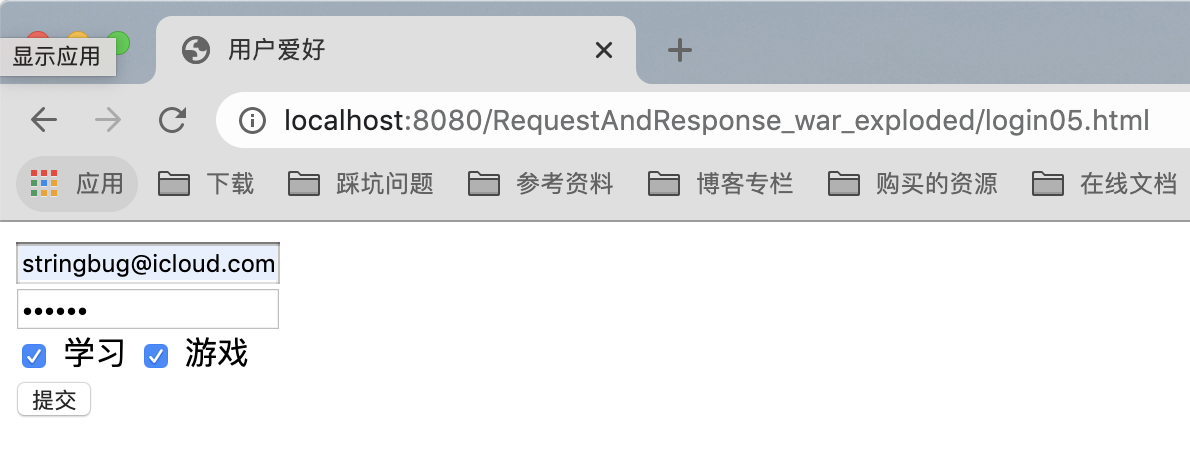 用户爱好
显示应用
localhost:8080/RequestAndResponse_war_exploded/login05.html
应用 下载 踩坑问题 参考资料 博客专栏 购买的资源 在线文档
stringbug@icloud.com
••••••
学习 游戏
提交